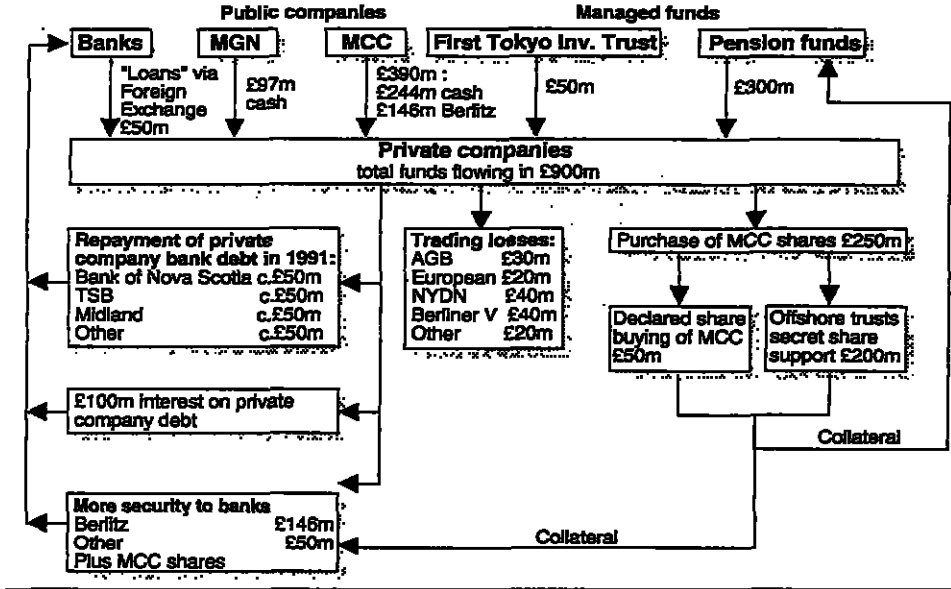 Public companies
Managed funds
Banks
MGN
MCC
First Tokyo Inv. Trust
Pension funds
"Loans" via
Foreign
Exchange
£50m
£97m
cash
£390m :
£244m cash
£146m Berlitz
£50m
£300m
Private companies
total funds flowing in £900m
Repayment of private
company bank debt in 1991:
Bank of Nova Scotia c.£50m
TSB c.£50m
Midland c.£50m
Other c.£50m
Trading losses:
AGB £30m
European £20m
NYDN £40m
Berliner V £40m
Other £20m
Purchase of MCC shares £250m
Declared share
buying of MCC
£50m
Offshore trusts
secret share
support £200m
£100m interest on private
company debt
Collateral
More security to banks
Berlitz £146m
Other £50m
Plus MCC shares
Collateral